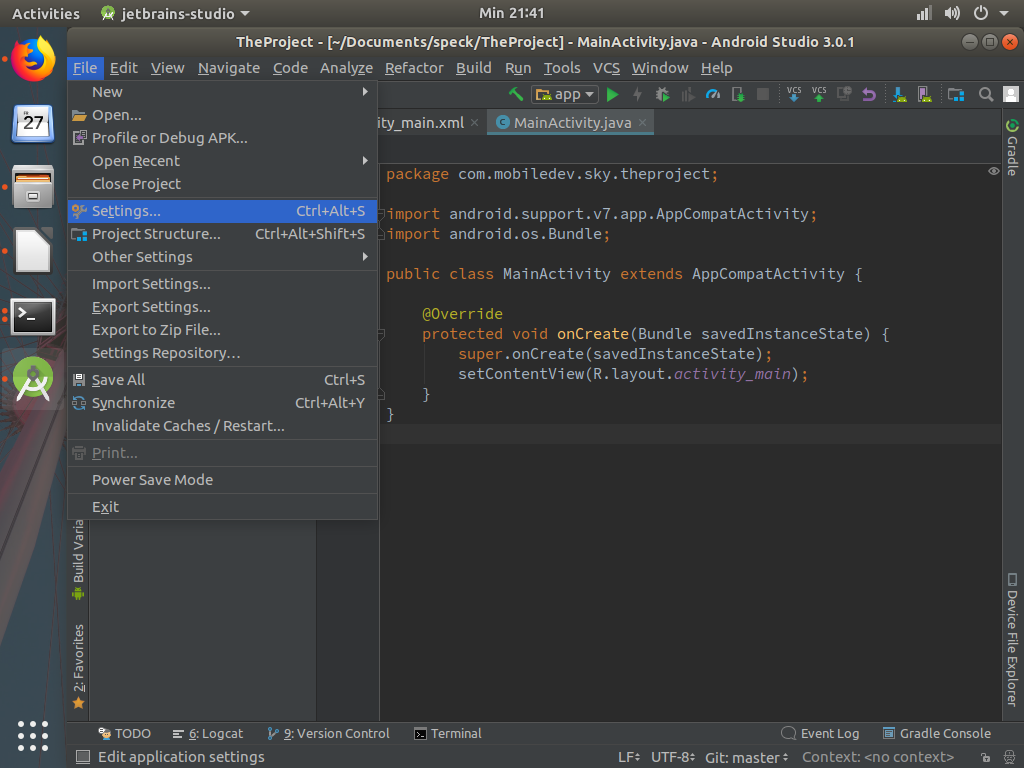 Activities jetbrains-studio Min 21:41
TheProject - [~/Documents/speck/TheProject] - MainActivity.java - Android Studio 3.0.1
File Edit View Navigate Code Analyze Refactor Build Run Tools VCS Window Help
27
New
Open...
Profile or Debug APK...
Open Recent
Close Project
Settings... Ctrl+Alt+S
Project Structure... Ctrl+Alt+Shift+S
Other Settings
Import Settings...
Export Settings...
Export to Zip File...
Settings Repository...
Save All Ctrl+S
Synchronize Ctrl+Alt+Y
Invalidate Caches / Restart...
Print...
Power Save Mode
Exit
app VCS VCS
ity_main.xml MainActivity.java
package com.mobiledev.sky.theproject;
import android.support.v7.app.AppCompatActivity;
import android.os.Bundle;
public class MainActivity extends AppCompatActivity {
@Override
protected void onCreate(Bundle savedInstanceState) {
super.onCreate(savedInstanceState);
setContentView(R.layout.activity_main);
}
}
Gradle
Device File Explorer
Build Varia
2: Favorites
TODO 6: Logcat 9: Version Control Terminal Event Log Gradle Console
Edit application settings LF UTF-8 Git: master Context: <no context>